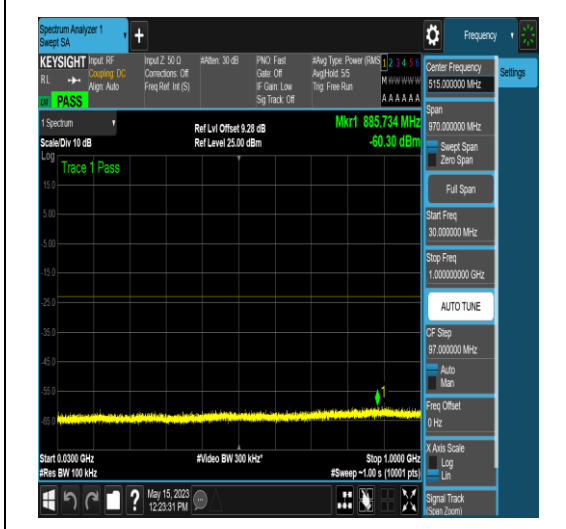 Spectrum Analyzer 1
Swept SA
+
Frequency
KEYSIGHT
RL
PASS
Input: RF
Coupling: DC
Align: Auto
Input Z: 50 Ω
Corrections: Off
Freq Ref: Int (S)
#Atten: 30 dB
PNO: Fast
Gate: Off
IF Gain: Low
Sig Track: Off
#Avg Type: Power (RMS
Avg|Hold: 5/5
Trig: Free Run
1 2 3 4 5 6
M W W W W W
A A A A A A
1 Spectrum
Scale/Div 10 dB
Ref Lvl Offset 9.28 dB
Ref Level 25.00 dBm
Mkr1 885.734 MHz
-60.30 dBm
Log
Trace 1 Pass
15.0
5.00
-5.00
-15.0
-25.0
-35.0
-45.0
-55.0
-65.0
1
Start 0.0300 GHz
#Res BW 100 kHz
#Video BW 300 kHz*
Stop 1.0000 GHz
#Sweep ~1.00 s (10001 pts)
May 15, 2023
12:23:31 PM
?
Center Frequency
515.000000 MHz
Settings
Span
970.000000 MHz
Swept Span
Zero Span
Full Span
Start Freq
30.000000 MHz
Stop Freq
1.000000000 GHz
AUTO TUNE
CF Step
97.000000 MHz
Auto
Man
Freq Offset
0 Hz
X Axis Scale
Log
Lin
Signal Track
(Span Zoom)